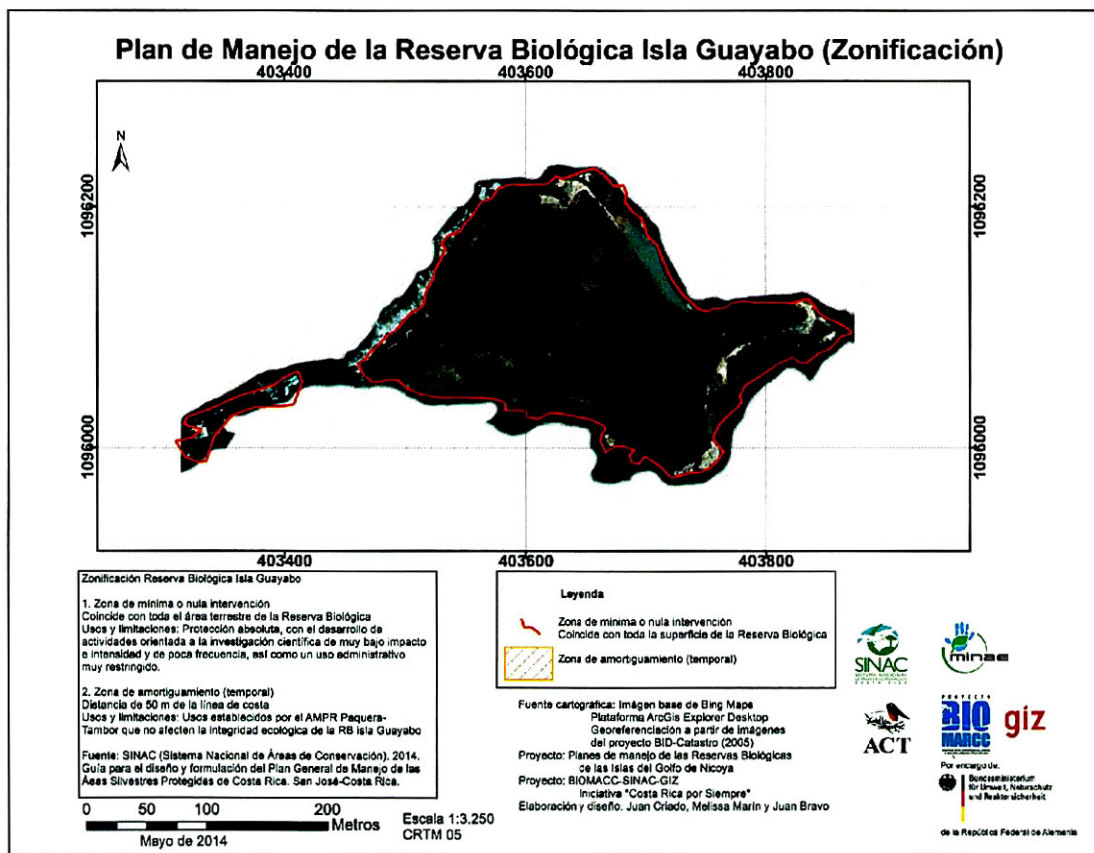 Plan de Manejo de la Reserva Biológica Isla Guayabo (Zonificación)
403400 403600 403800
N
1096200 1096200
1096000 1096000
403400 403600 403800
Zonificación Reserva Biológica Isla Guayabo
1. Zona de mínima o nula intervención
Coincide con toda el área terrestre de la Reserva Biológica
Usos y limitaciones: Protección absoluta, con el desarrollo de
actividades orientada a la investigación científica de muy bajo impacto
e intensidad y de poca frecuencia, así como un uso administrativo
muy restringido.
2. Zona de amortiguamiento (temporal)
Distancia de 50 m de la línea de costa
Usos y limitaciones: Usos establecidos por el AMPR Paquera-
Tambor que no afecten la integridad ecológica de la RB isla Guayabo
Fuente: SINAC (Sistema Nacional de Áreas de Conservación). 2014.
Guía para el diseño y formulación del Plan General de Manejo de las
Áeas Silvestres Protegidas de Costa Rica. San José-Costa Rica.
0 50 100 200
Metros
Mayo de 2014
Escala 1:3.250
CRTM 05
Leyenda
Zona de mínima o nula intervención
Coincide con toda la superficie de la Reserva Biológica
Zona de amortiguamiento (temporal)
Fuente cartográfica: Imágen base de Bing Maps
Plataforma ArcGis Explorer Desktop
Georeferenciación a partir de imágenes
del proyecto BID-Catastro (2005)
Proyecto: Planes de manejo de las Reservas Biológicas
de las Islas del Golfo de Nicoya
Proyecto: BIOMACC-SINAC-GIZ
Iniciativa "Costa Rica por Siempre"
Elaboración y diseño: Juan Criado, Melissa Marín y Juan Bravo
SINAC
minae
ACT
PROYECTO
BIO
MARCC
giz
Por encargo de:
Bundesministerium
für Umwelt, Naturschutz
und Reaktorsicherheit
de la República Federal de Alemania